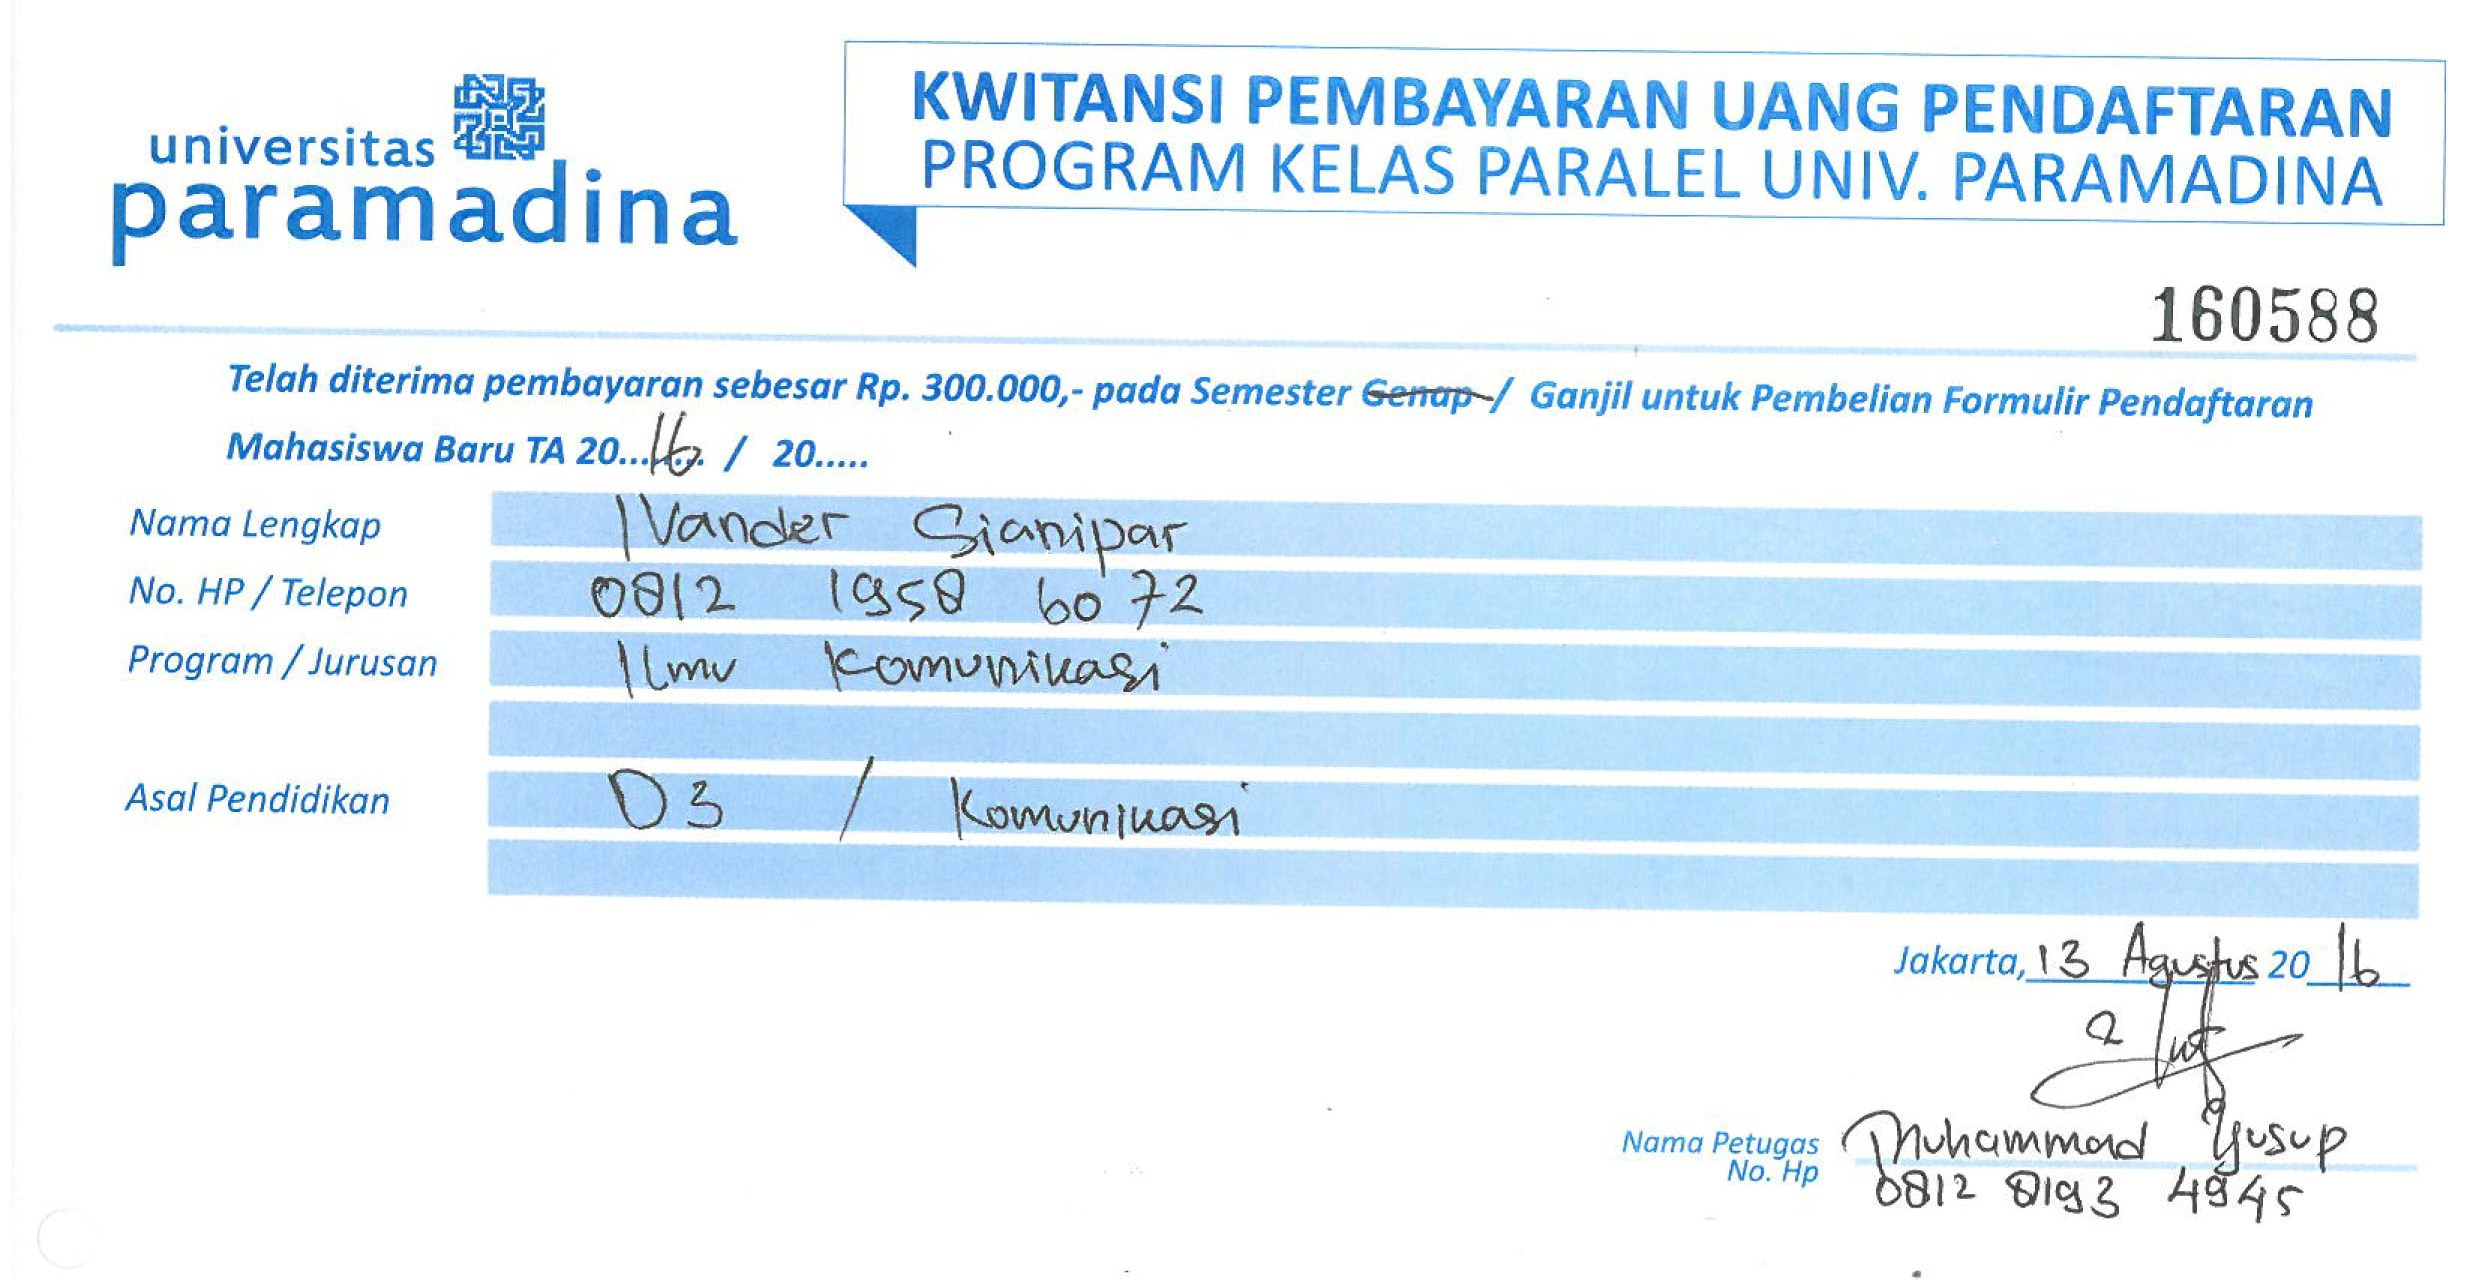 universitas
paramadina
KWITANSI PEMBAYARAN UANG PENDAFTARAN
PROGRAM KELAS PARALEL UNIV. PARAMADINA
160588
Telah diterima pembayaran sebesar Rp. 300.000,- pada Semester Genap / Ganjil untuk Pembelian Formulir Pendaftaran
Mahasiswa Baru TA 20...16... / 20.....
Nama Lengkap IVander Sianipar
No. HP / Telepon 0812 1958 6072
Program / Jurusan Ilmu Komunikasi
Asal Pendidikan D3 / Komunikasi
Jakarta, 13 Agustus 20 16
Nama Petugas Muhammad Yusup
No. Hp 0812 8193 4945